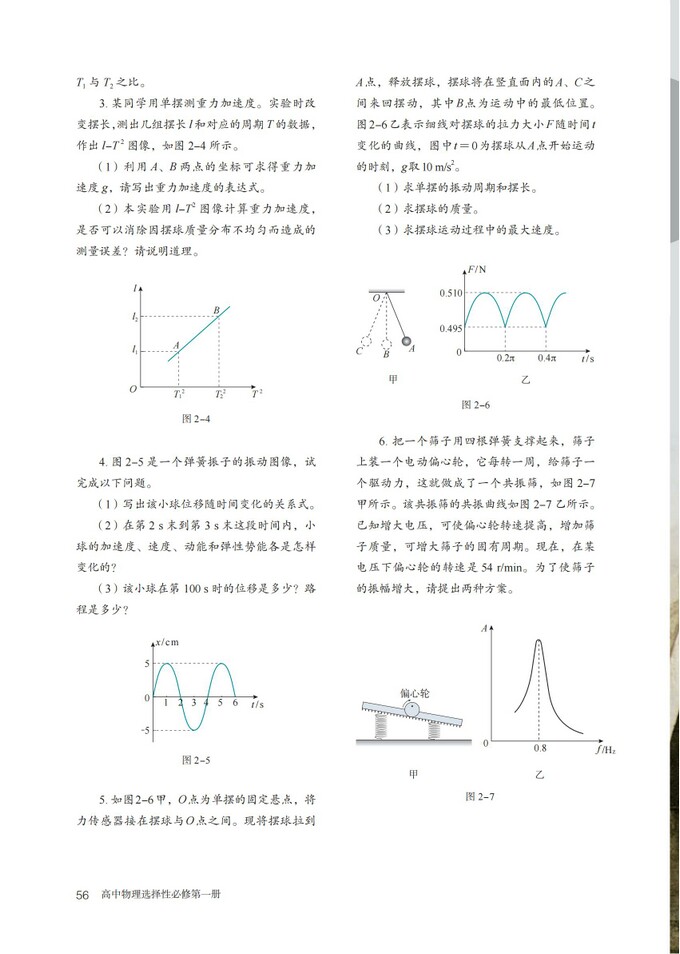 T₁ 与 T₂ 之比。
3. 某同学用单摆测重力加速度。实验时改
变摆长,测出几组摆长 l 和对应的周期 T 的数据,
作出 l–T² 图像，如图 2–4 所示。
（1）利用 A、B 两点的坐标可求得重力加
速度 g，请写出重力加速度的表达式。
（2）本实验用 l–T² 图像计算重力加速度，
是否可以消除因摆球质量分布不均匀而造成的
测量误差？请说明道理。
l
l₂
B
l₁
A
O
T₁²
T₂²
T²
图 2–4
4. 图 2–5 是一个弹簧振子的振动图像，试
完成以下问题。
（1）写出该小球位移随时间变化的关系式。
（2）在第 2 s 末到第 3 s 末这段时间内，小
球的加速度、速度、动能和弹性势能各是怎样
变化的？
（3）该小球在第 100 s 时的位移是多少？路
程是多少？
x/cm
5
0
1 2 3 4 5 6 t/s
-5
图 2–5
5. 如图2–6甲，O点为单摆的固定悬点，将
力传感器接在摆球与O点之间。现将摆球拉到
A点，释放摆球，摆球将在竖直面内的A、C之
间来回摆动，其中B点为运动中的最低位置。
图2–6乙表示细线对摆球的拉力大小F随时间t
变化的曲线，图中t＝0为摆球从A点开始运动
的时刻，g取10 m/s²。
（1）求单摆的振动周期和摆长。
（2）求摆球的质量。
（3）求摆球运动过程中的最大速度。
O
C
B
A
甲
F/N
0.510
0.495
0
0.2π
0.4π
t/s
乙
图 2–6
6. 把一个筛子用四根弹簧支撑起来，筛子
上装一个电动偏心轮，它每转一周，给筛子一
个驱动力，这就做成了一个共振筛，如图 2–7
甲所示。该共振筛的共振曲线如图 2–7 乙所示。
已知增大电压，可使偏心轮转速提高，增加筛
子质量，可增大筛子的固有周期。现在，在某
电压下偏心轮的转速是 54 r/min。为了使筛子
的振幅增大，请提出两种方案。
偏心轮
甲
A
0
0.8
f/Hz
乙
图 2–7
56 高中物理选择性必修第一册